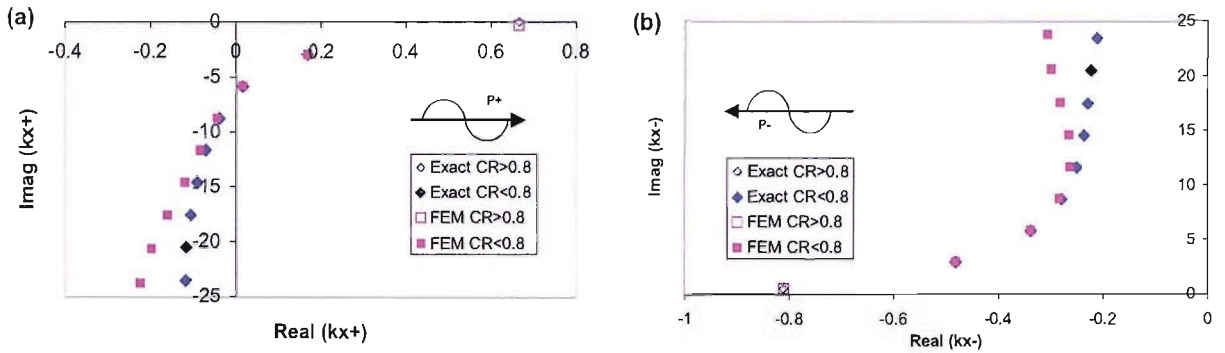 (a)
-0.4 -0.2 0 0.2 0.4 0.6 0.8
0
-5
-10
-15
-20
-25
Imag (kx+)
P+
Exact CR>0.8
Exact CR<0.8
FEM CR>0.8
FEM CR<0.8
Real (kx+)
(b)
25
20
15
10
5
0
Imag (kx-)
P-
Exact CR>0.8
Exact CR<0.8
FEM CR>0.8
FEM CR<0.8
-1 -0.8 -0.6 -0.4 -0.2 0
Real (kx-)